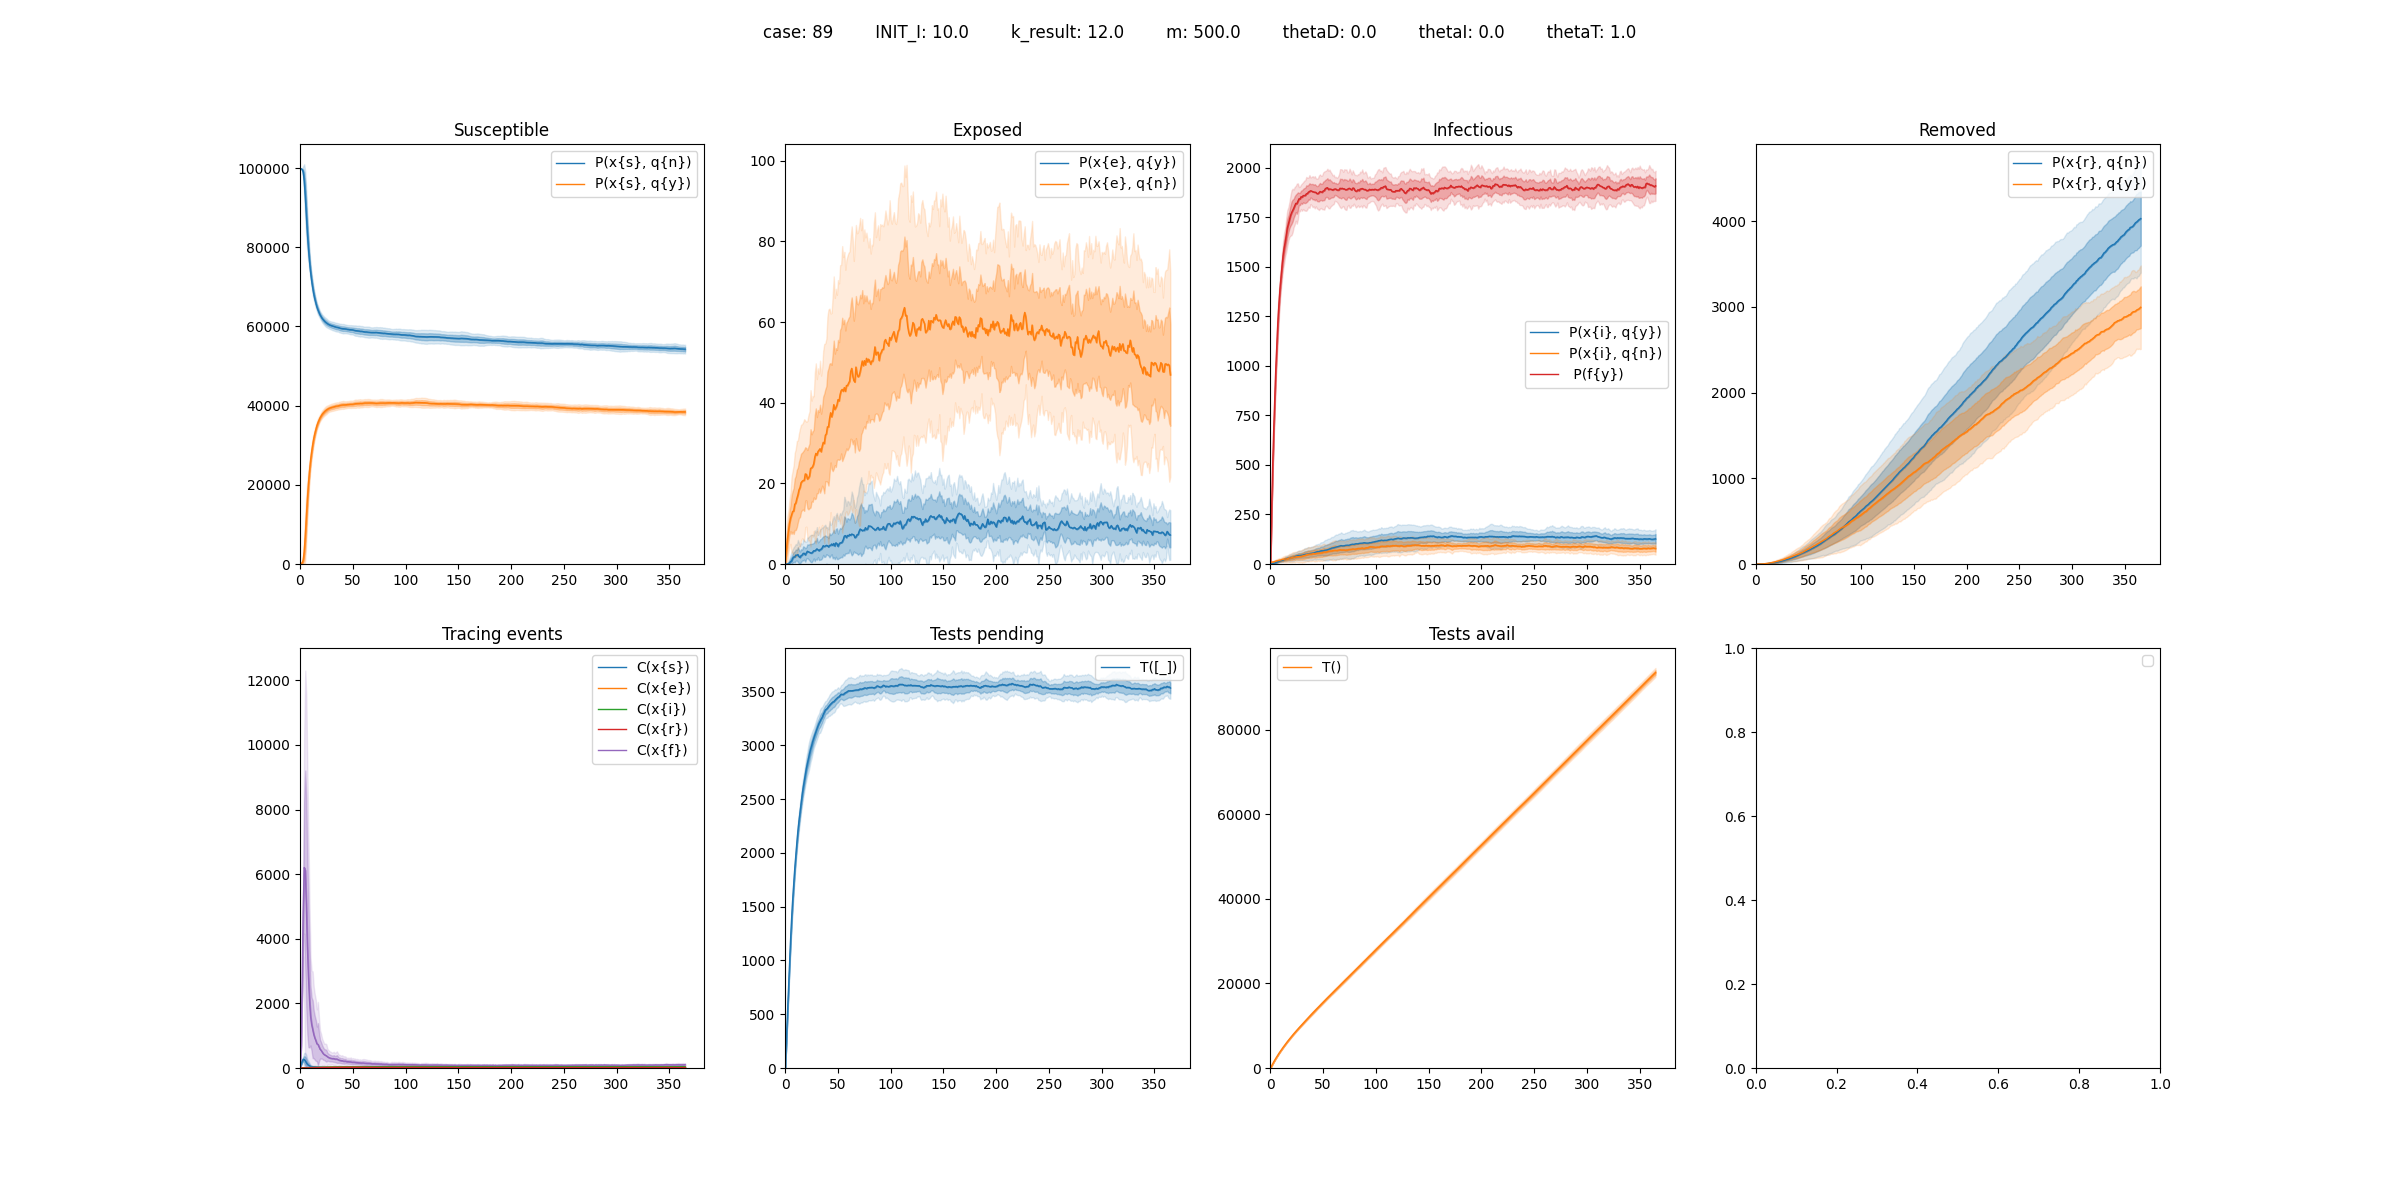 case: 89 INIT_I: 10.0 k_result: 12.0 m: 500.0 thetaD: 0.0 thetaI: 0.0 thetaT: 1.0
Susceptible
100000
80000
60000
40000
20000
0
0 50 100 150 200 250 300 350
P(x{s}, q{n})
P(x{s}, q{y})
Exposed
100
80
60
40
20
0
0 50 100 150 200 250 300 350
P(x{e}, q{y})
P(x{e}, q{n})
Infectious
2000
1750
1500
1250
1000
750
500
250
0
0 50 100 150 200 250 300 350
P(x{i}, q{y})
P(x{i}, q{n})
P(f{y})
Removed
4000
3000
2000
1000
0
0 50 100 150 200 250 300 350
P(x{r}, q{n})
P(x{r}, q{y})
Tracing events
12000
10000
8000
6000
4000
2000
0
0 50 100 150 200 250 300 350
C(x{s})
C(x{e})
C(x{i})
C(x{r})
C(x{f})
Tests pending
3500
3000
2500
2000
1500
1000
500
0
0 50 100 150 200 250 300 350
T([_])
Tests avail
80000
60000
40000
20000
0
0 50 100 150 200 250 300 350
T()
1.0
0.8
0.6
0.4
0.2
0.0
0.0 0.2 0.4 0.6 0.8 1.0